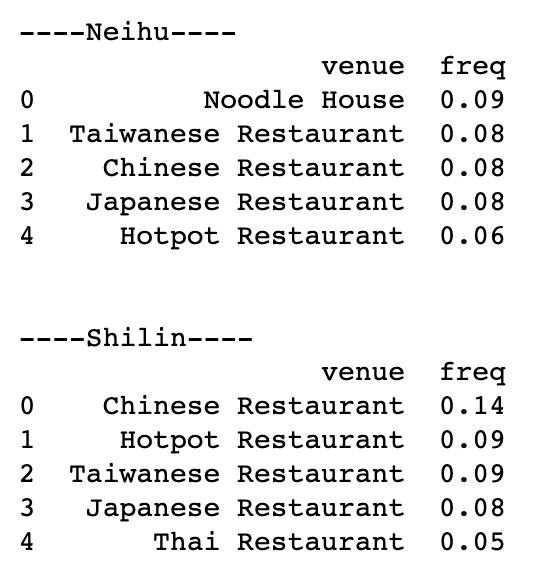 ----Neihu----
venue freq
0 Noodle House 0.09
1 Taiwanese Restaurant 0.08
2 Chinese Restaurant 0.08
3 Japanese Restaurant 0.08
4 Hotpot Restaurant 0.06
----Shilin----
venue freq
0 Chinese Restaurant 0.14
1 Hotpot Restaurant 0.09
2 Taiwanese Restaurant 0.09
3 Japanese Restaurant 0.08
4 Thai Restaurant 0.05